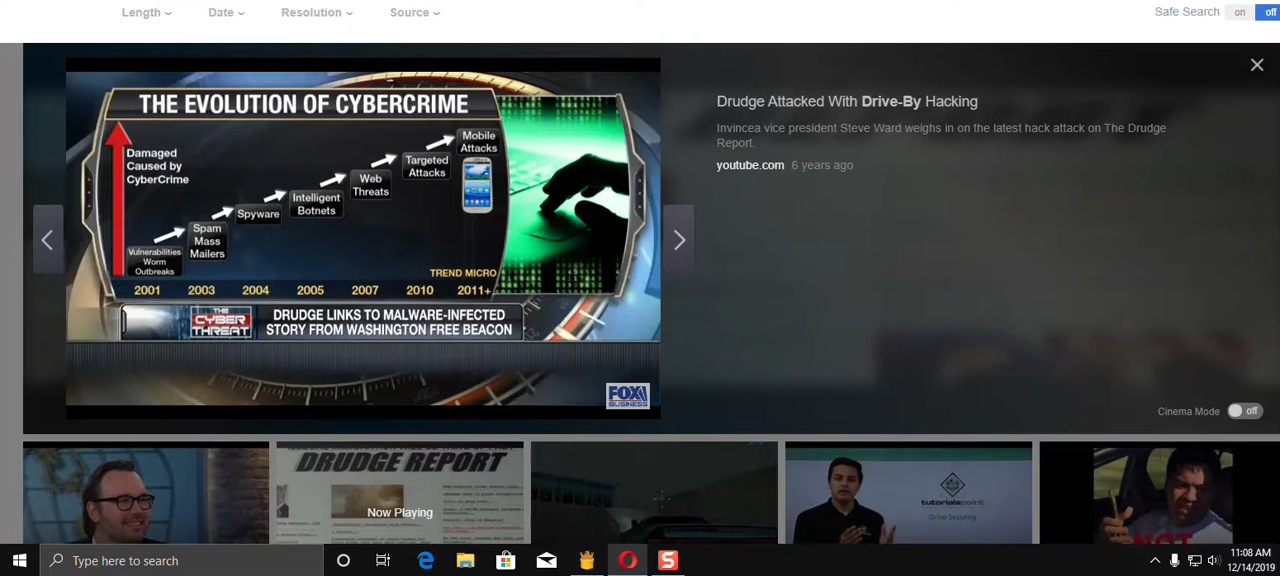 Length Date Resolution Source Safe Search on off
THE EVOLUTION OF CYBERCRIME
Damaged
Caused by
CyberCrime
Vulnerabilities
Worm
Outbreaks
Spam
Mass
Mailers
Spyware
Intelligent
Botnets
Web
Threats
Targeted
Attacks
Mobile
Attacks
TREND MICRO
2001 2003 2004 2005 2007 2010 2011+
THE
CYBER
THREAT
DRUDGE LINKS TO MALWARE-INFECTED
STORY FROM WASHINGTON FREE BEACON
FOX
BUSINESS
Drudge Attacked With Drive-By Hacking
Invincea vice president Steve Ward weighs in on the latest hack attack on The Drudge
Report.
youtube.com 6 years ago
Cinema Mode off
DRUDGE REPORT
Now Playing
tutorialspoint
Drive Security
NOT
Type here to search
S
11:08 AM
12/14/2019